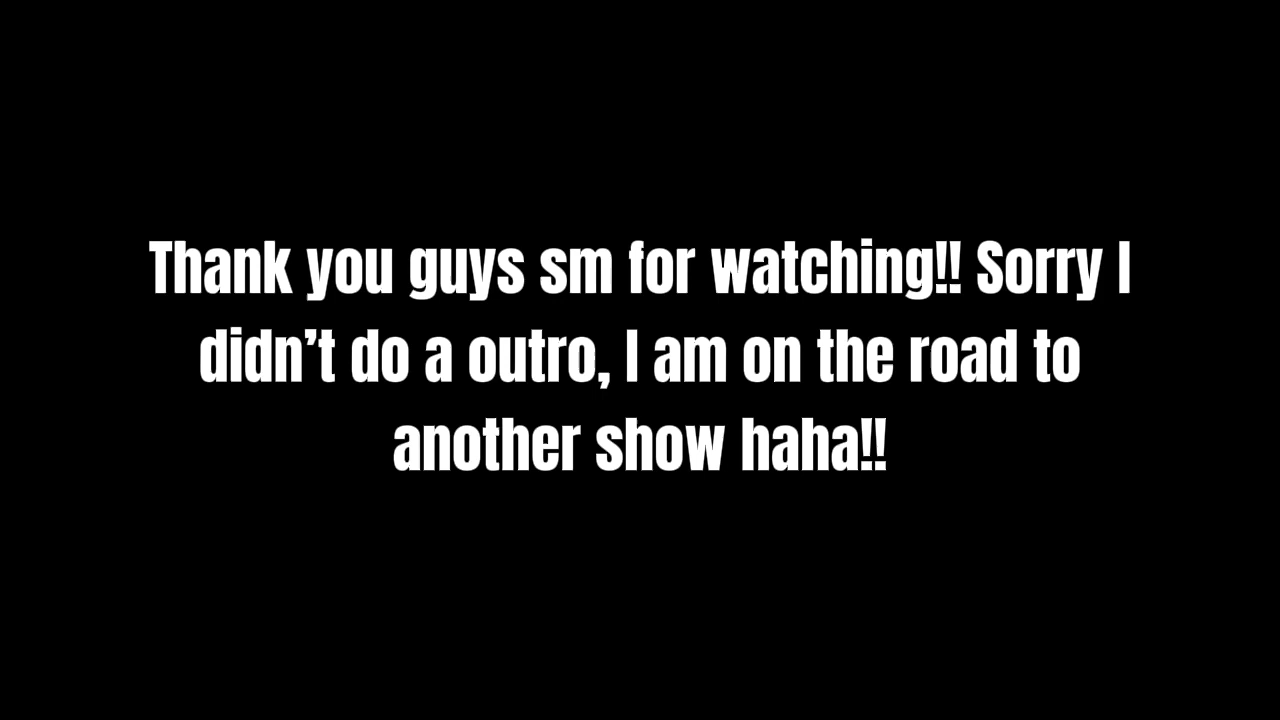 Thank you guys sm for watching!! Sorry I
didn’t do a outro, I am on the road to
another show haha!!